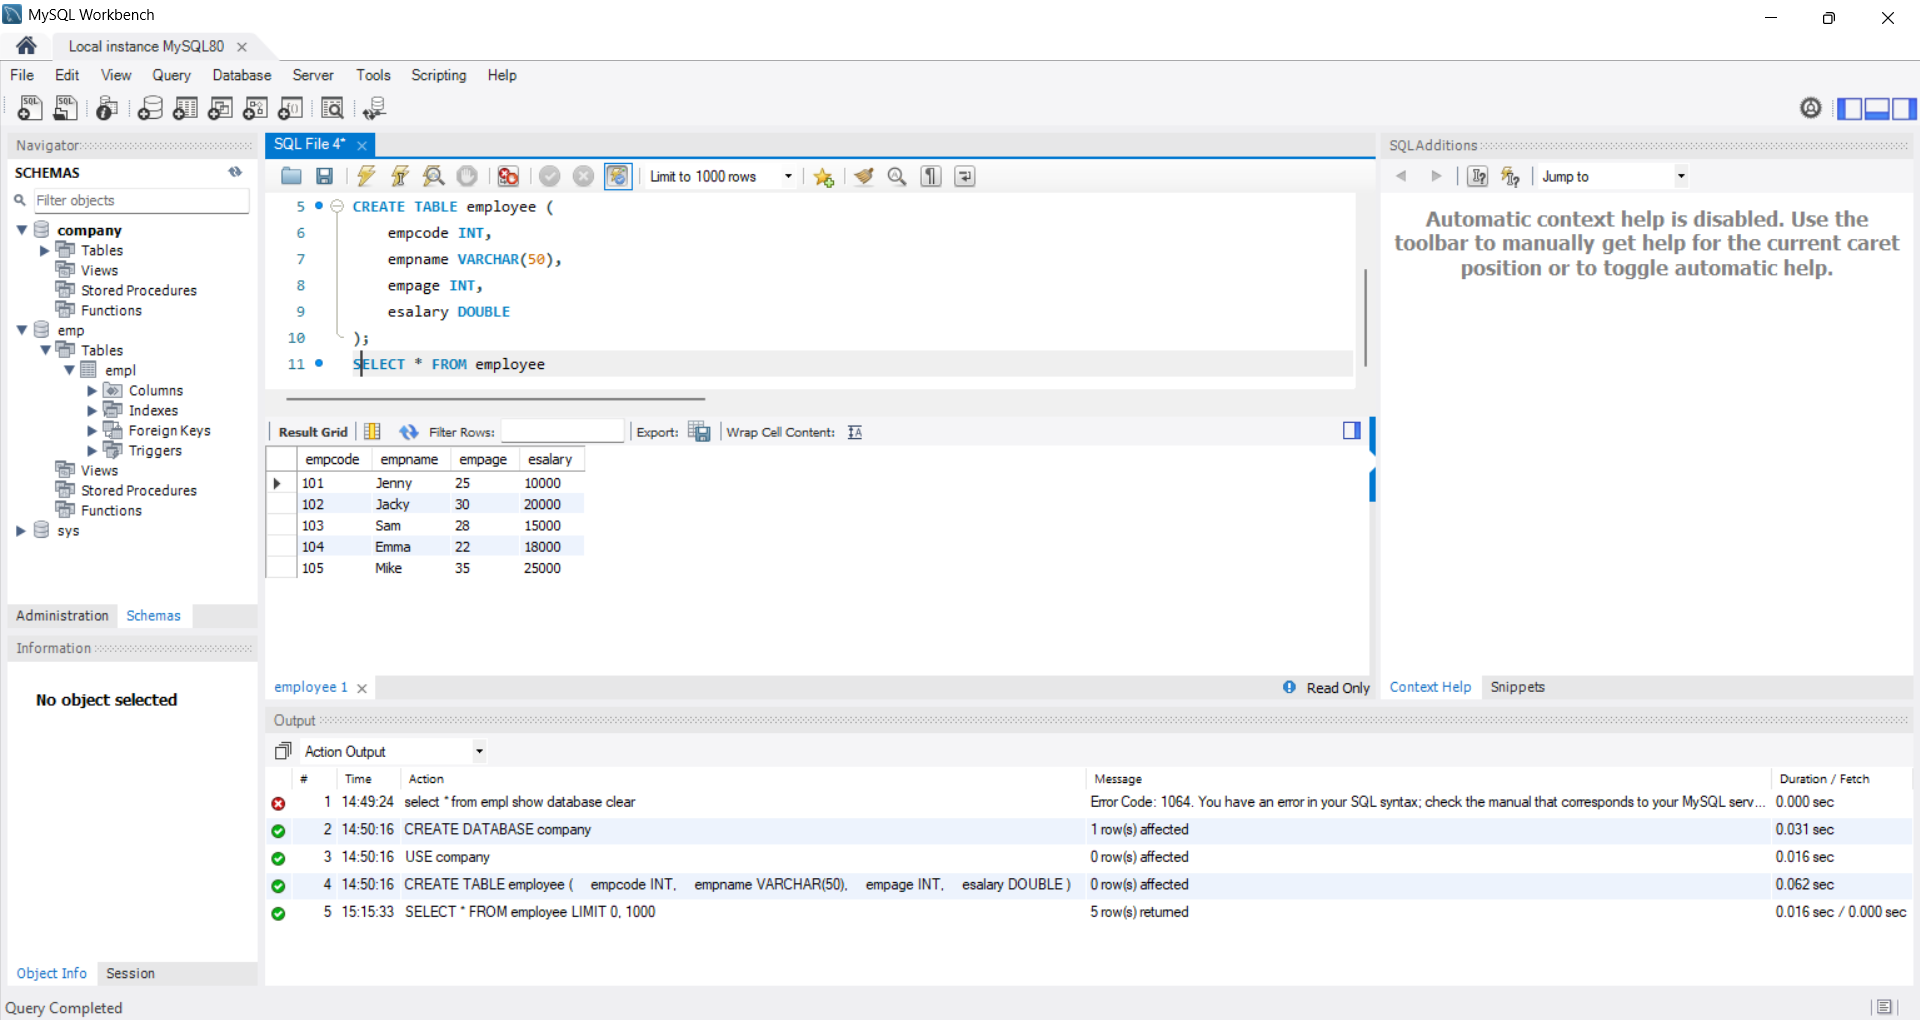 MySQL Workbench
Local instance MySQL80
File Edit View Query Database Server Tools Scripting Help
Navigator
SCHEMAS
Filter objects
company
Tables
Views
Stored Procedures
Functions
emp
Tables
empl
Columns
Indexes
Foreign Keys
Triggers
Views
Stored Procedures
Functions
sys
Administration Schemas
Information
No object selected
Object Info Session
SQL File 4*
Limit to 1000 rows
5 CREATE TABLE employee (
6 empcode INT,
7 empname VARCHAR(50),
8 empage INT,
9 esalary DOUBLE
10 );
11 SELECT * FROM employee
Result Grid Filter Rows: Export: Wrap Cell Content:
empcode empname empage esalary
101 Jenny 25 10000
102 Jacky 30 20000
103 Sam 28 15000
104 Emma 22 18000
105 Mike 35 25000
employee 1 Read Only
SQLAdditions
Jump to
Automatic context help is disabled. Use the
toolbar to manually get help for the current caret
position or to toggle automatic help.
Context Help Snippets
Output
Action Output
# Time Action Message Duration / Fetch
1 14:49:24 select * from empl show database clear Error Code: 1064. You have an error in your SQL syntax; check the manual that corresponds to your MySQL serv... 0.000 sec
2 14:50:16 CREATE DATABASE company 1 row(s) affected 0.031 sec
3 14:50:16 USE company 0 row(s) affected 0.016 sec
4 14:50:16 CREATE TABLE employee ( empcode INT, empname VARCHAR(50), empage INT, esalary DOUBLE ) 0 row(s) affected 0.062 sec
5 15:15:33 SELECT * FROM employee LIMIT 0, 1000 5 row(s) returned 0.016 sec / 0.000 sec
Query Completed